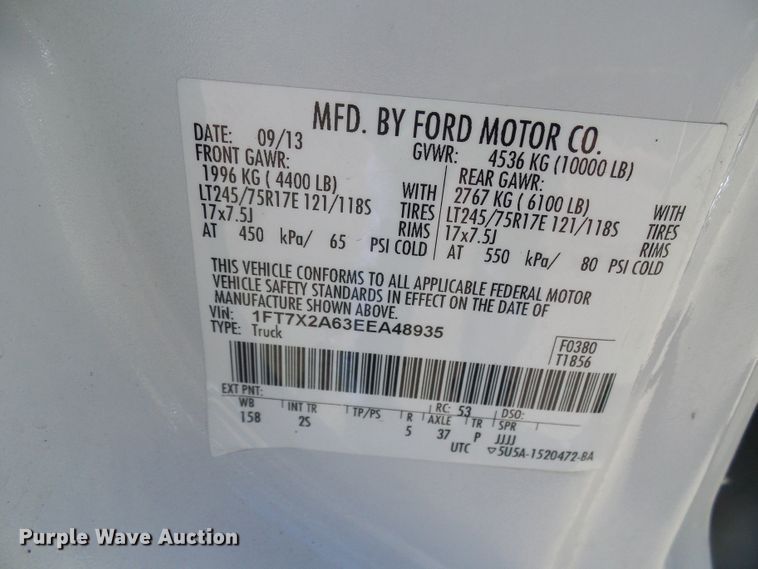 MFD. BY FORD MOTOR CO.
DATE: 09/13 GVWR: 4536 KG (10000 LB)
FRONT GAWR: REAR GAWR:
1996 KG ( 4400 LB) WITH 2767 KG ( 6100 LB) WITH
LT245/75R17E 121/118S TIRES LT245/75R17E 121/118S TIRES
17x7.5J RIMS 17x7.5J RIMS
AT 450 kPa/ 65 PSI COLD AT 550 kPa/ 80 PSI COLD
THIS VEHICLE CONFORMS TO ALL APPLICABLE FEDERAL MOTOR
VEHICLE SAFETY STANDARDS IN EFFECT ON THE DATE OF
MANUFACTURE SHOWN ABOVE.
VIN: 1FT7X2A63EEA48935
TYPE: Truck
F0380
T1856
EXT PNT: RC: 53 DSO:
WB INT TR TP/PS R AXLE TR SPR
158 2S 5 37 P JJJJ
UTC ▽5U5A-1520472-BA
Purple Wave Auction